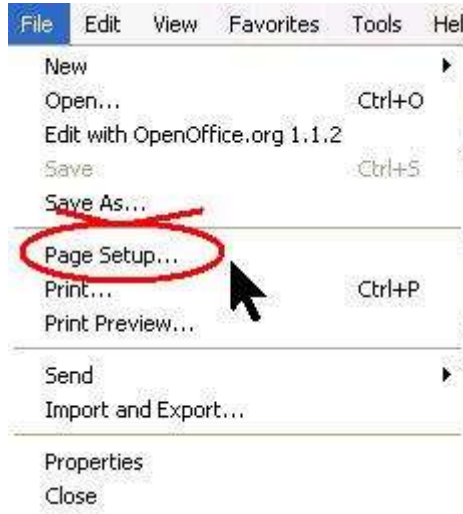 File Edit View Favorites Tools Hel
New
Open... Ctrl+O
Edit with OpenOffice.org 1.1.2
Save Ctrl+S
Save As...
Page Setup...
Print... Ctrl+P
Print Preview...
Send
Import and Export...
Properties
Close